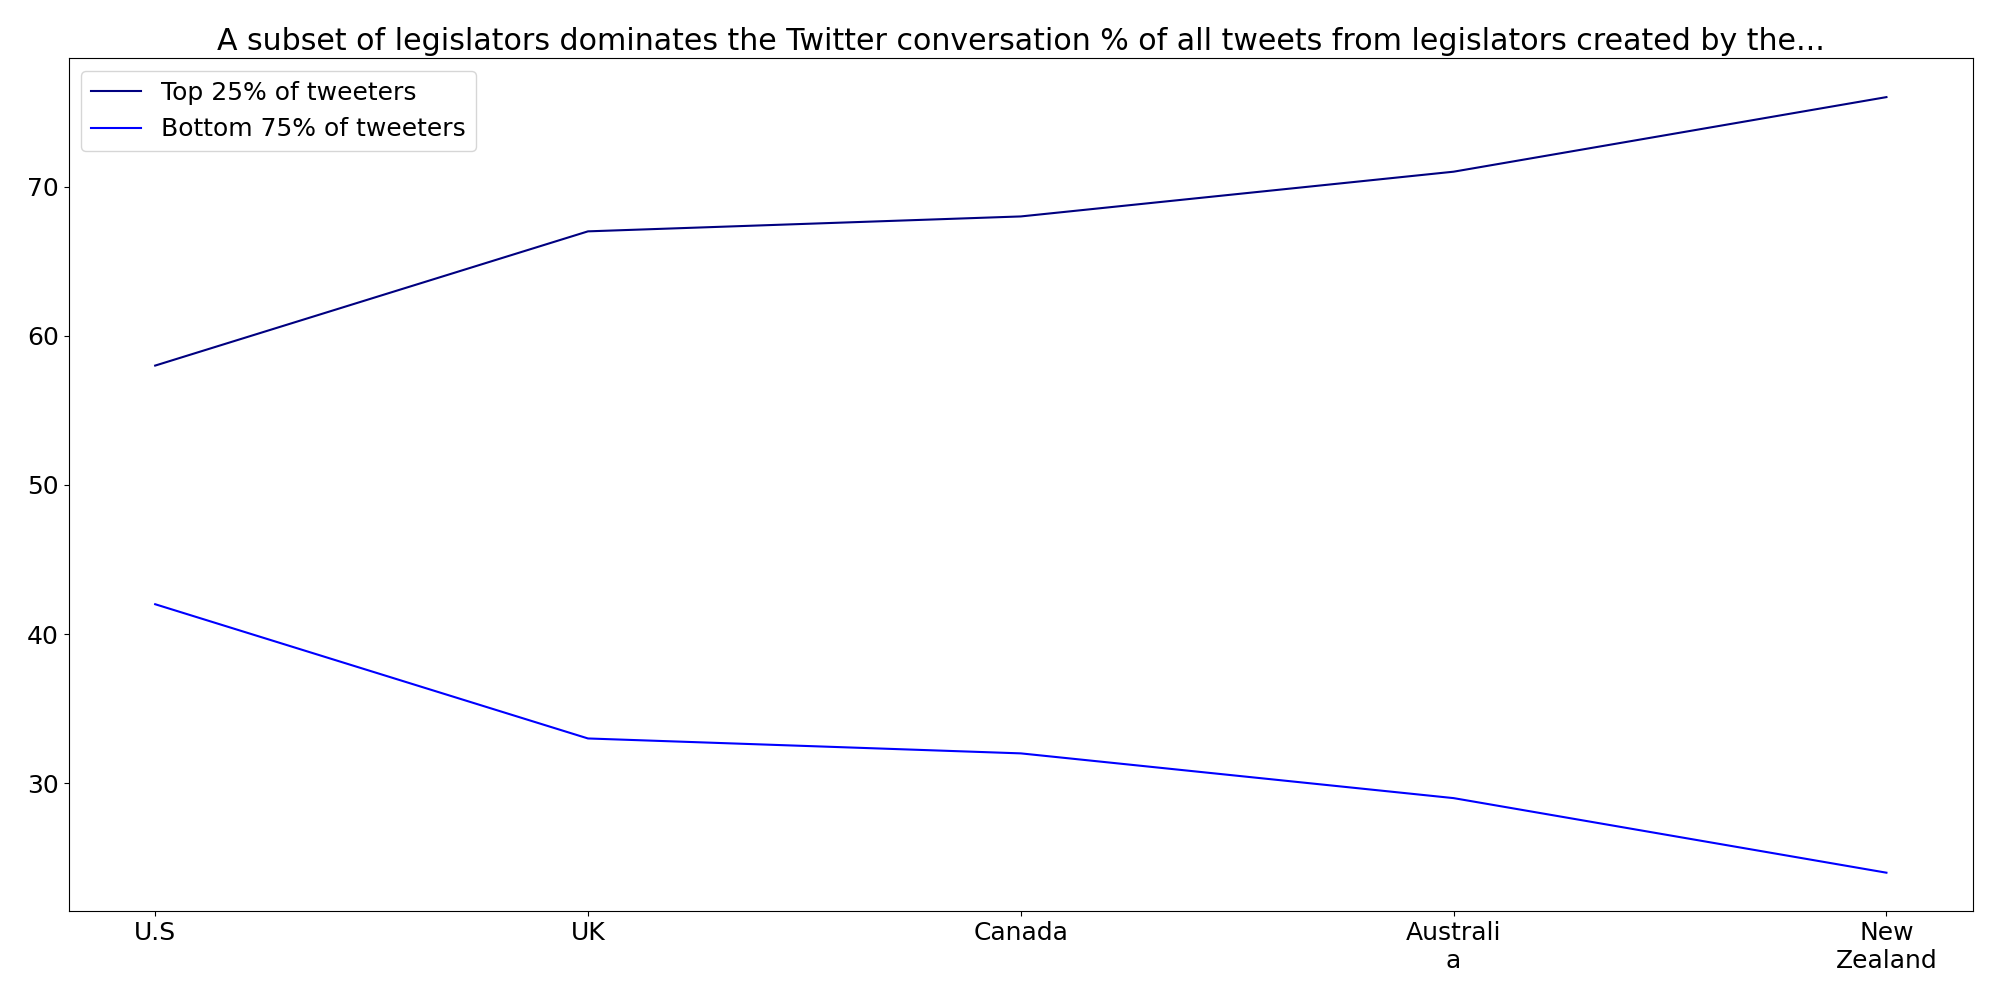 A subset of legislators dominates the Twitter conversation % of all tweets from legislators created by the...
Top 25% of tweeters
Bottom 75% of tweeters
70
60
50
40
30
U.S
UK
Canada
Australi
a
New
Zealand